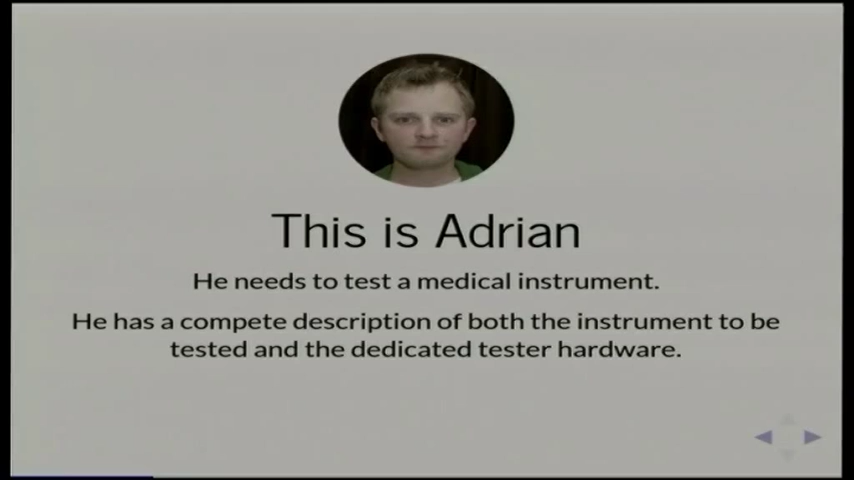 This is Adrian
He needs to test a medical instrument.
He has a compete description of both the instrument to be
tested and the dedicated tester hardware.